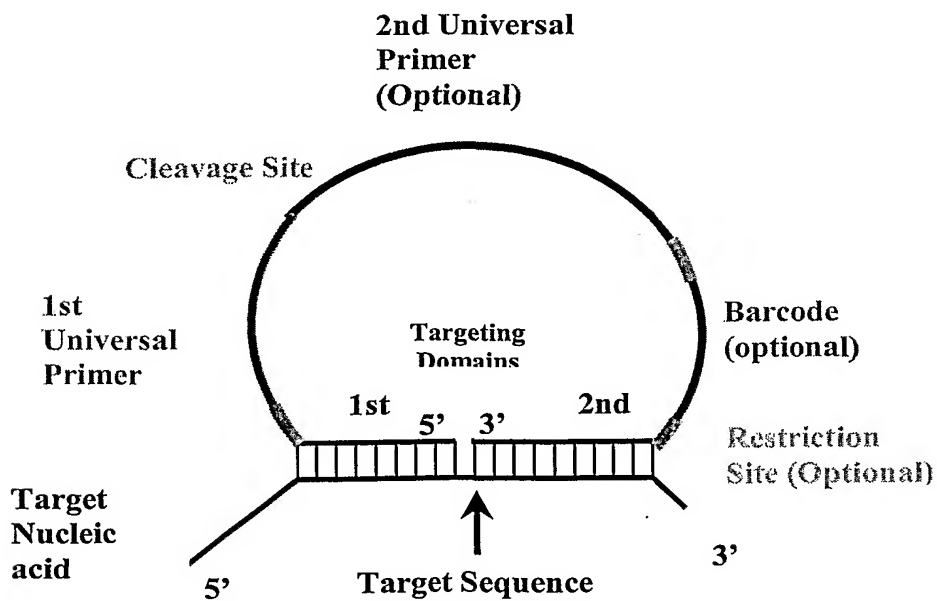 2nd Universal
Primer
(Optional)
Cleavage Site
1st
Universal
Primer
Targeting
Domains
Barcode
(optional)
1st
5’
3’
2nd
Restriction
Site (Optional)
Target
Nucleic
acid
5’
Target Sequence
3’